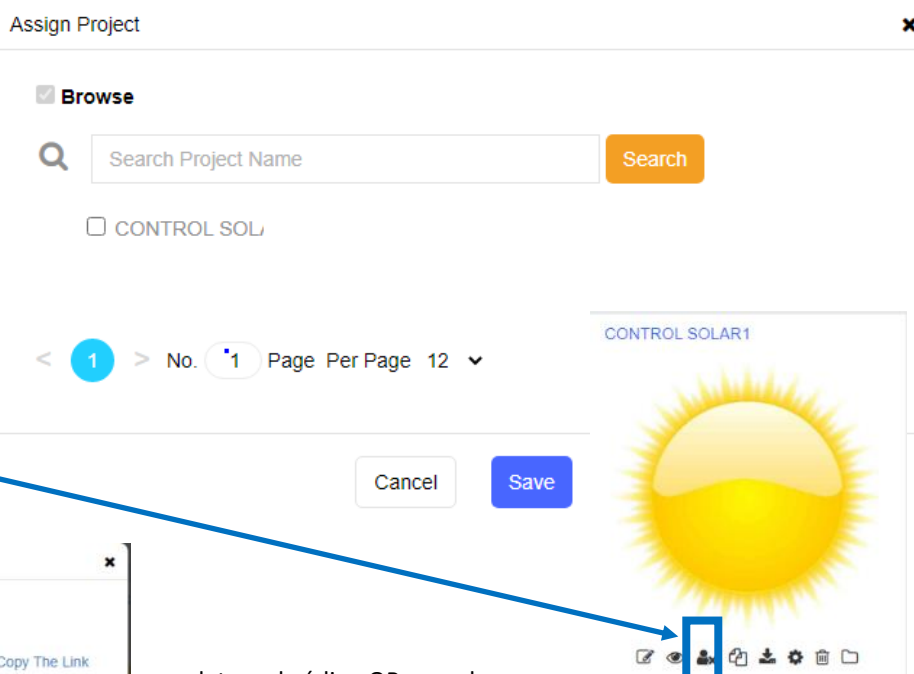 Assign Project
Browse
Search Project Name
Search
CONTROL SOL
CONTROL SOLAR1
< 1 > No. 1 Page Per Page 12
Cancel
Save
Copy The Link